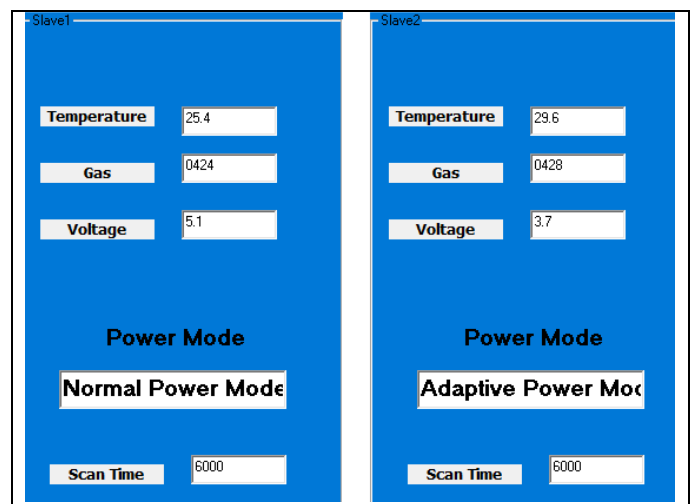 Slave1
Temperature 25.4
Gas 0424
Voltage 5.1
Power Mode
Normal Power Mode
Scan Time 6000
Slave2
Temperature 29.6
Gas 0428
Voltage 3.7
Power Mode
Adaptive Power Moc
Scan Time 6000